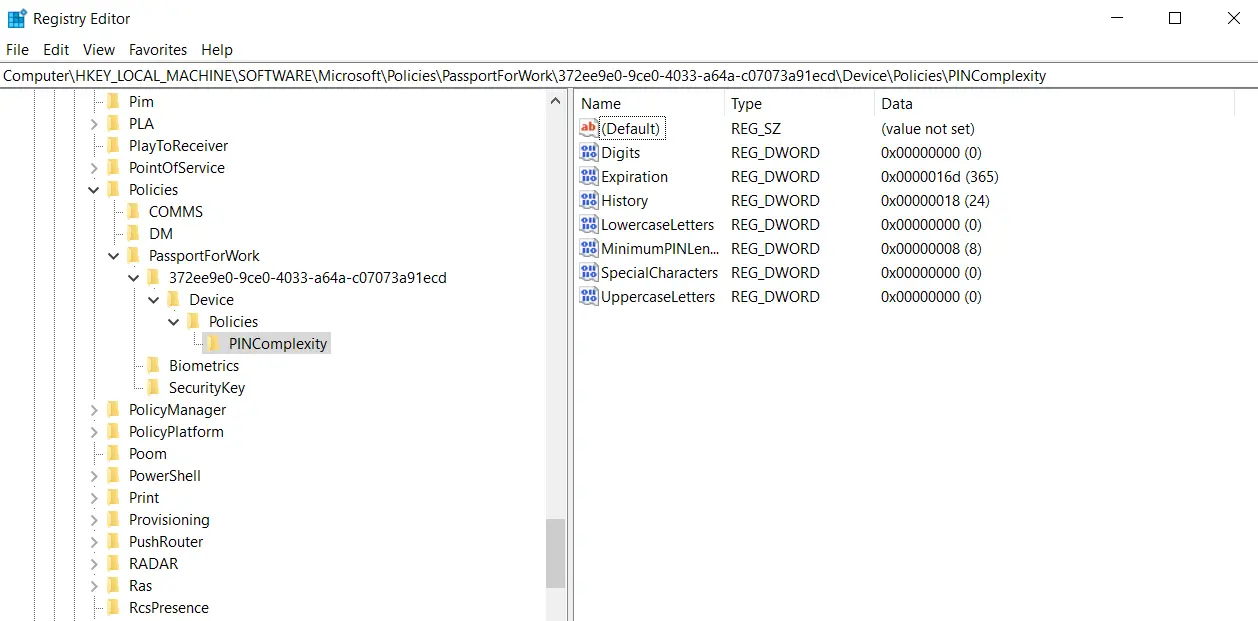 Registry Editor
File Edit View Favorites Help
Computer\HKEY_LOCAL_MACHINE\SOFTWARE\Microsoft\Policies\PassportForWork\372ee9e0-9ce0-4033-a64a-c07073a91ecd\Device\Policies\PINComplexity
Pim
PLA
PlayToReceiver
PointOfService
Policies
COMMS
DM
PassportForWork
372ee9e0-9ce0-4033-a64a-c07073a91ecd
Device
Policies
PINComplexity
Biometrics
SecurityKey
PolicyManager
PolicyPlatform
Poom
PowerShell
Print
Provisioning
PushRouter
RADAR
Ras
RcsPresence
Name Type Data
(Default) REG_SZ (value not set)
Digits REG_DWORD 0x00000000 (0)
Expiration REG_DWORD 0x0000016d (365)
History REG_DWORD 0x00000018 (24)
LowercaseLetters REG_DWORD 0x00000000 (0)
MinimumPINLen... REG_DWORD 0x00000008 (8)
SpecialCharacters REG_DWORD 0x00000000 (0)
UppercaseLetters REG_DWORD 0x00000000 (0)